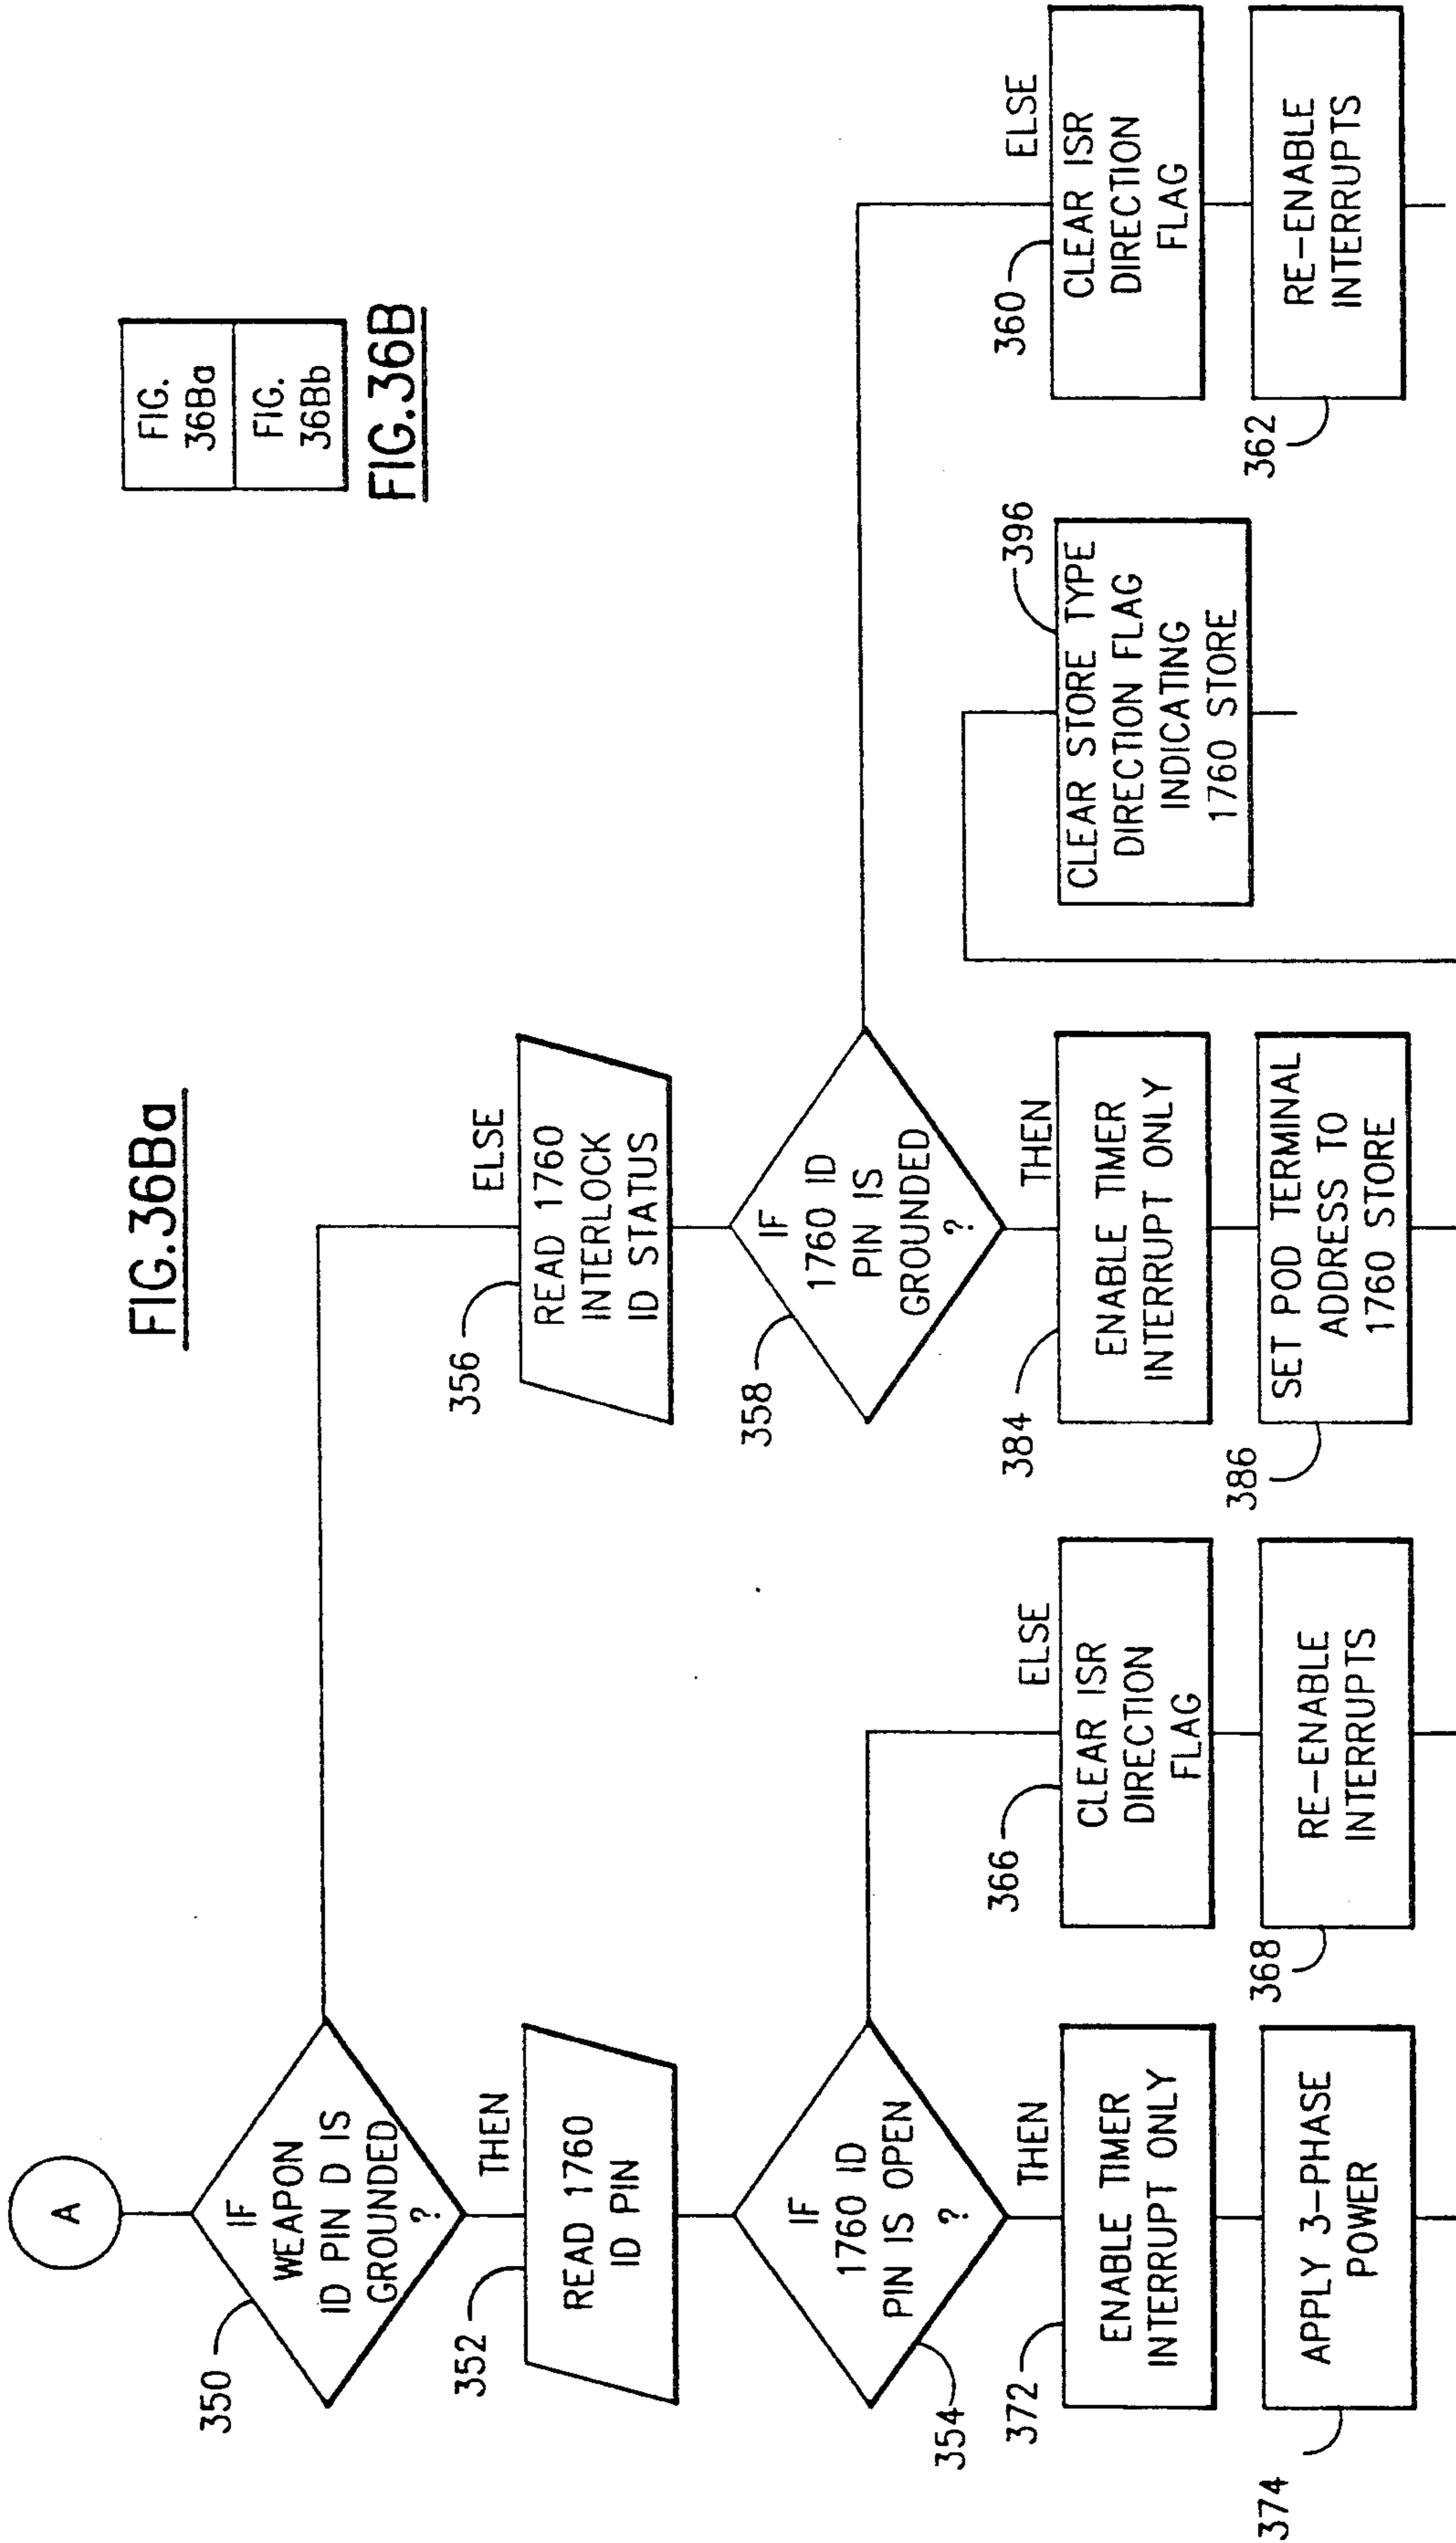 FIG.36Ba
FIG.
36Ba
FIG.
36Bb
FIG.36B
A
350
IF
WEAPON
ID PIN D IS
GROUNDED
?
THEN
352
READ 1760
ID PIN
354
IF
1760 ID
PIN IS OPEN
?
THEN
372
ENABLE TIMER
INTERRUPT ONLY
374
APPLY 3-PHASE
POWER
ELSE
366
CLEAR ISR
DIRECTION
FLAG
368
RE-ENABLE
INTERRUPTS
ELSE
356
READ 1760
INTERLOCK
ID STATUS
358
IF
1760 ID
PIN IS
GROUNDED
?
THEN
384
ENABLE TIMER
INTERRUPT ONLY
386
SET POD TERMINAL
ADDRESS TO
1760 STORE
396
CLEAR STORE TYPE
DIRECTION FLAG
INDICATING
1760 STORE
ELSE
360
CLEAR ISR
DIRECTION
FLAG
362
RE-ENABLE
INTERRUPTS